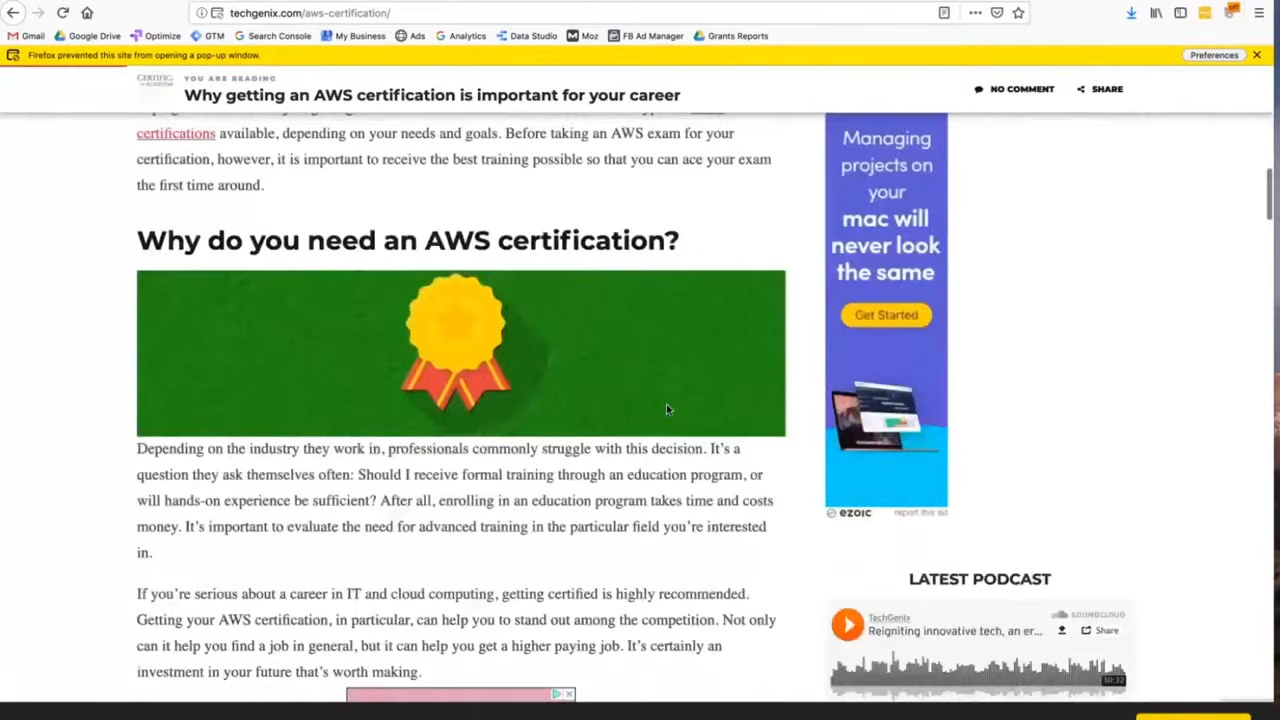 techgenix.com/aws-certification/
Gmail Google Drive Optimize GTM Search Console My Business Ads Analytics Data Studio Moz FB Ad Manager Grants Reports
Firefox prevented this site from opening a pop-up window.
Preferences
YOU ARE READING
Why getting an AWS certification is important for your career
NO COMMENT
SHARE
certifications available, depending on your needs and goals. Before taking an AWS exam for your
certification, however, it is important to receive the best training possible so that you can ace your exam
the first time around.
Why do you need an AWS certification?
Depending on the industry they work in, professionals commonly struggle with this decision. It's a
question they ask themselves often: Should I receive formal training through an education program, or
will hands-on experience be sufficient? After all, enrolling in an education program takes time and costs
money. It's important to evaluate the need for advanced training in the particular field you're interested
in.
If you're serious about a career in IT and cloud computing, getting certified is highly recommended.
Getting your AWS certification, in particular, can help you to stand out among the competition. Not only
can it help you find a job in general, but it can help you get a higher paying job. It's certainly an
investment in your future that's worth making.
Managing
projects on
your
mac will
never look
the same
Get Started
ezoic
report this ad
LATEST PODCAST
TechGenix
SOUNDCLOUD
Reigniting innovative tech, an er...
Share
50:32
off